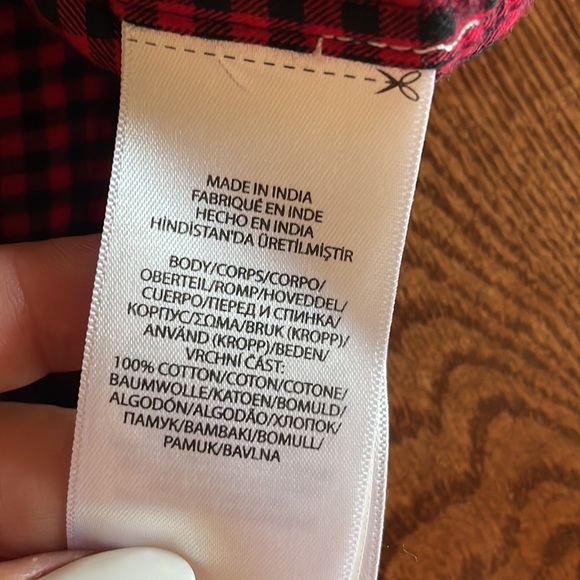 MADE IN INDIA
FABRIQUÉ EN INDE
HECHO EN INDIA
HİNDİSTAN'DA ÜRETİLMİŞTİR
BODY/CORPS/CORPO/
OBERTEIL/ROMP/HOVEDDEL/
CUERPO/ПЕРЕД И СПИНКА/
КОРПУС/ΣΩΜΑ/BRUK (KROPP)/
ANVÄND (KROPP)/BEDEN/
VRCHNÍ ČÁST:
100% COTTON/COTON/COTONE/
BAUMWOLLE/KATOEN/BOMULD/
ALGODÓN/ALGODÃO/ХЛОПОК/
ПАМУК/BAMBAKI/BOMULL/
PAMUK/BAVLNA